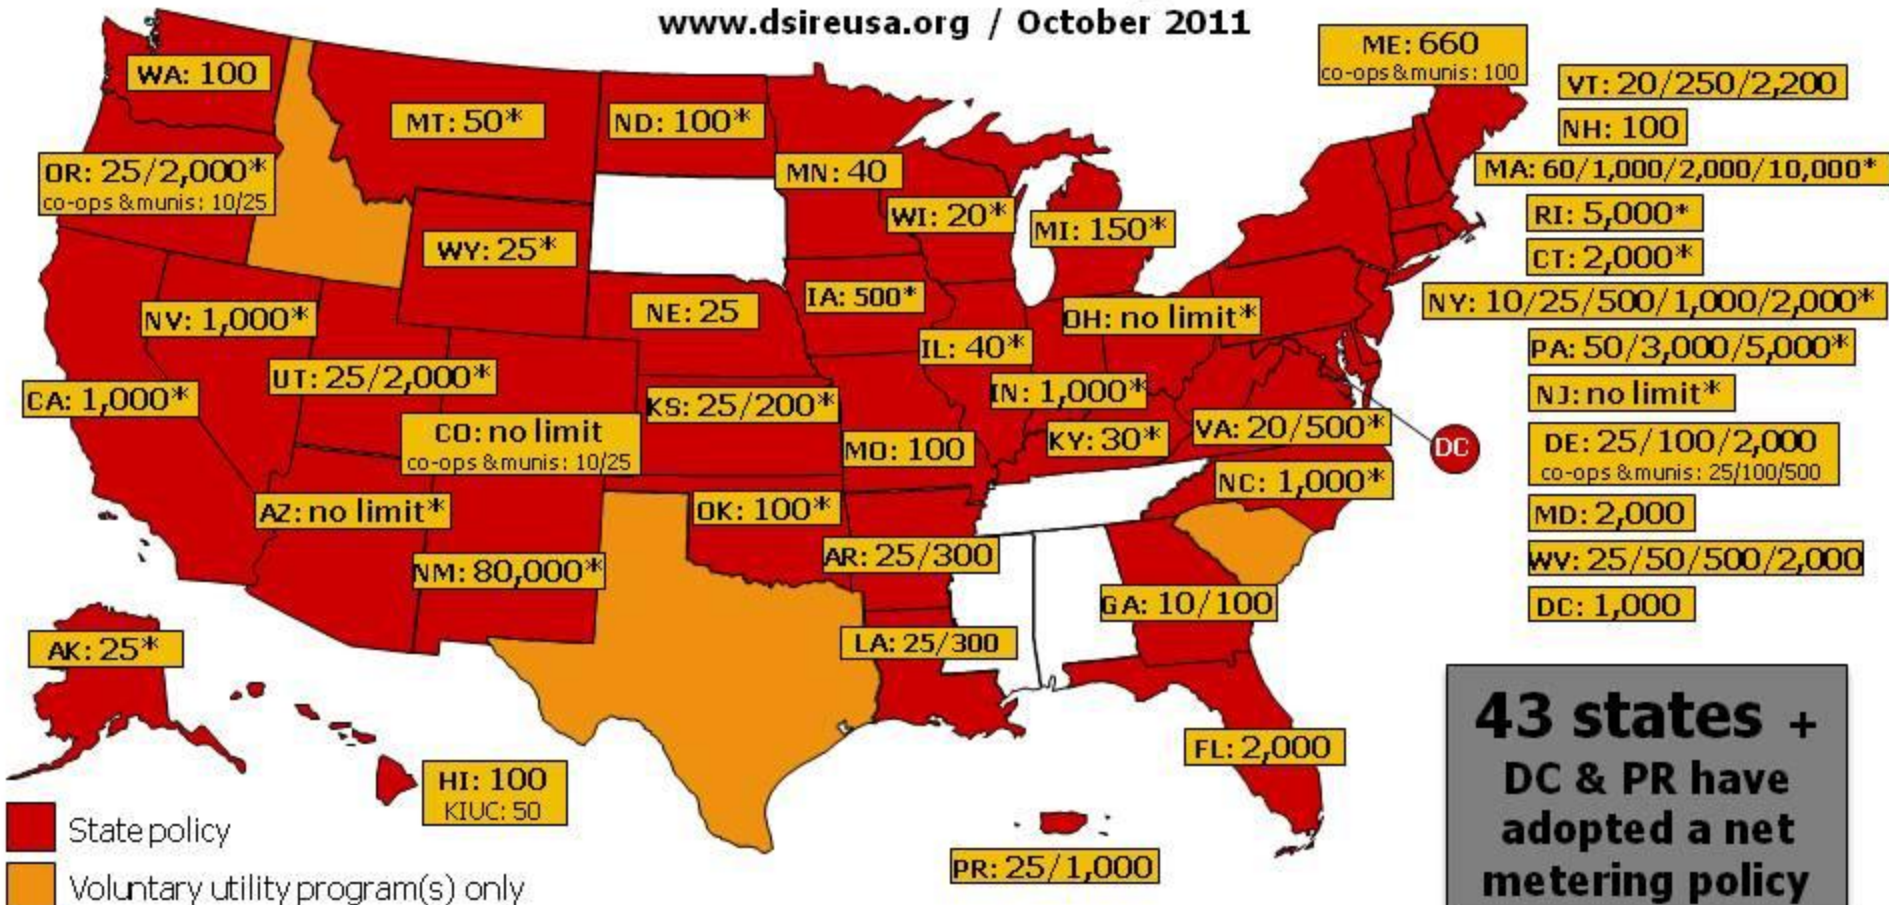 www.dsireusa.org / October 2011
WA: 100
MT: 50*
ND: 100*
ME: 660
co-ops & munis: 100
VT: 20/250/2,200
NH: 100
OR: 25/2,000*
co-ops & munis: 10/25
MN: 40
MA: 60/1,000/2,000/10,000*
WI: 20*
MI: 150*
RI: 5,000*
WY: 25*
CT: 2,000*
NV: 1,000*
NE: 25
IA: 500*
OH: no limit*
NY: 10/25/500/1,000/2,000*
IL: 40*
PA: 50/3,000/5,000*
UT: 25/2,000*
CA: 1,000*
KS: 25/200*
IN: 1,000*
NJ: no limit*
CO: no limit
co-ops & munis: 10/25
MO: 100
KY: 30*
VA: 20/500*
DC
DE: 25/100/2,000
co-ops & munis: 25/100/500
NC: 1,000*
AZ: no limit*
OK: 100*
MD: 2,000
NM: 80,000*
AR: 25/300
WV: 25/50/500/2,000
GA: 10/100
DC: 1,000
AK: 25*
LA: 25/300
FL: 2,000
HI: 100
KIUC: 50
PR: 25/1,000
43 states +
DC & PR have
adopted a net
metering policy
State policy
Voluntary utility program(s) only